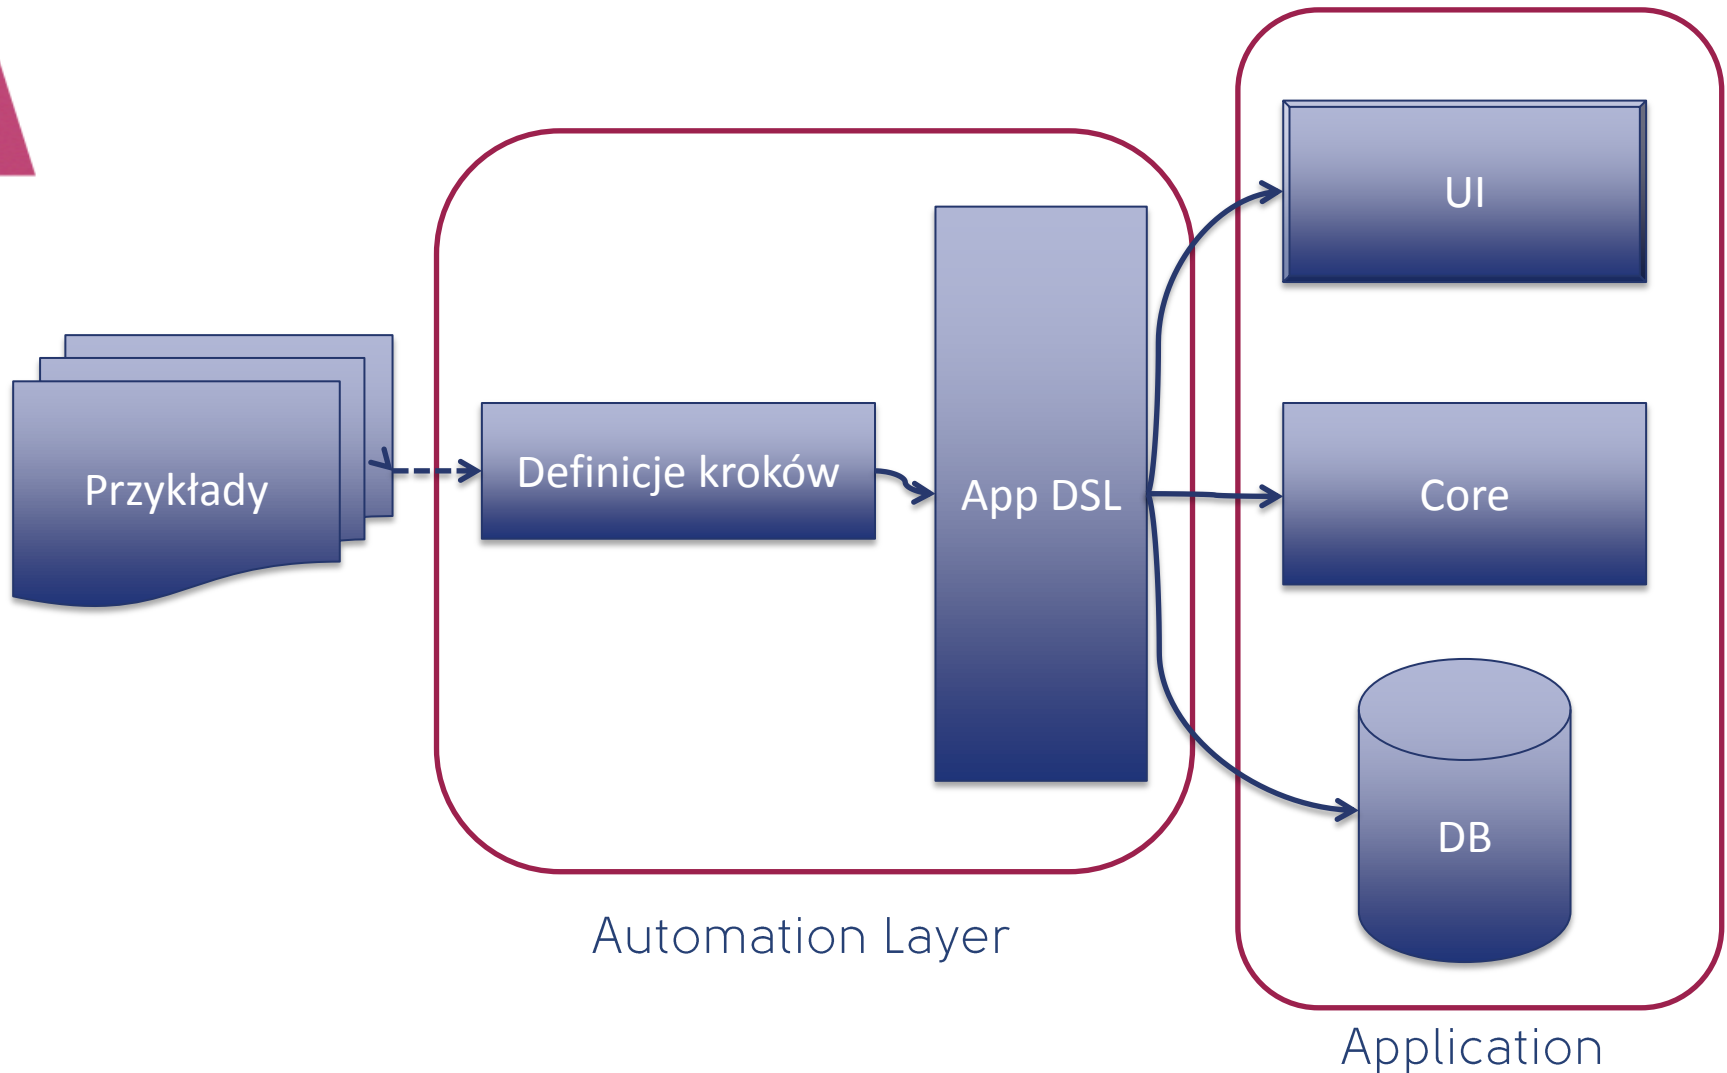 Przykłady
Definicje kroków
App DSL
UI
Core
DB
Automation Layer
Application